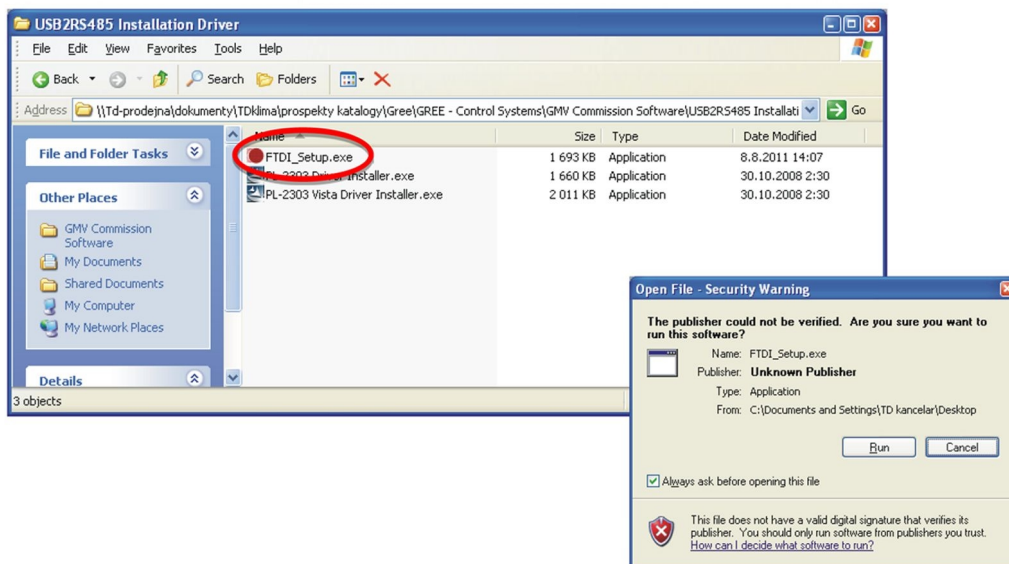 USB2RS485 Installation Driver
File Edit View Favorites Tools Help
Back Search Folders
Address \\Td-prodejna\dokumenty\TDklima\prospekty katalogy\Gree\GREE - Control Systems\GMV Commission Software\USB2RS485 Installati Go
Name Size Type Date Modified
File and Folder Tasks
FTDI_Setup.exe 1 693 KB Application 8.8.2011 14:07
PL-2303 Driver Installer.exe 1 660 KB Application 30.10.2008 2:30
PL-2303 Vista Driver Installer.exe 2 011 KB Application 30.10.2008 2:30
Other Places
GMV Commission
Software
My Documents
Shared Documents
My Computer
My Network Places
Details
3 objects
Open File - Security Warning
The publisher could not be verified. Are you sure you want to
run this software?
Name: FTDI_Setup.exe
Publisher: Unknown Publisher
Type: Application
From: C:\Documents and Settings\TD kancelar\Desktop
Run Cancel
Always ask before opening this file
This file does not have a valid digital signature that verifies its
publisher. You should only run software from publishers you trust.
How can I decide what software to run?